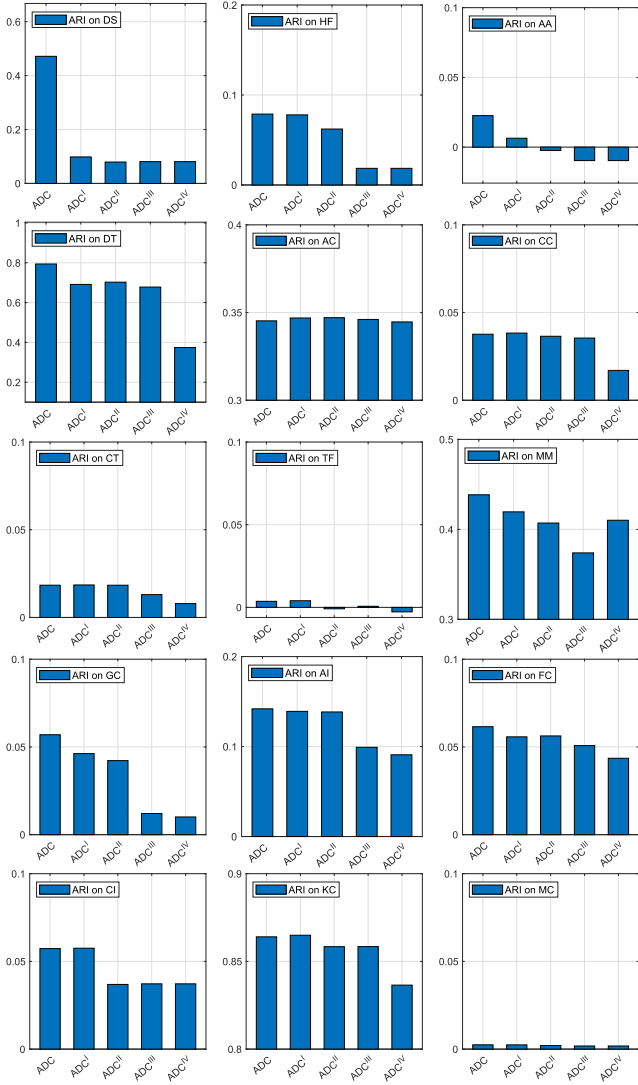 ARI on DS
0.6
0.4
0.2
0
ADC
ADC^I
ADC^II
ADC^III
ADC^IV
ARI on HF
0.2
0.1
0
ADC
ADC^I
ADC^II
ADC^III
ADC^IV
ARI on AA
0.1
0.05
0
ADC
ADC^I
ADC^II
ADC^III
ADC^IV
ARI on DT
1
0.8
0.6
0.4
0.2
ADC
ADC^I
ADC^II
ADC^III
ADC^IV
ARI on AC
0.4
0.35
0.3
ADC
ADC^I
ADC^II
ADC^III
ADC^IV
ARI on CC
0.1
0.05
0
ADC
ADC^I
ADC^II
ADC^III
ADC^IV
ARI on CT
0.1
0.05
0
ADC
ADC^I
ADC^II
ADC^III
ADC^IV
ARI on TF
0.1
0.05
0
ADC
ADC^I
ADC^II
ADC^III
ADC^IV
ARI on MM
0.5
0.4
0.3
ADC
ADC^I
ADC^II
ADC^III
ADC^IV
ARI on GC
0.1
0.05
0
ADC
ADC^I
ADC^II
ADC^III
ADC^IV
ARI on AI
0.2
0.1
0
ADC
ADC^I
ADC^II
ADC^III
ADC^IV
ARI on FC
0.1
0.05
0
ADC
ADC^I
ADC^II
ADC^III
ADC^IV
ARI on CI
0.1
0.05
0
ADC
ADC^I
ADC^II
ADC^III
ADC^IV
ARI on KC
0.9
0.85
0.8
ADC
ADC^I
ADC^II
ADC^III
ADC^IV
ARI on MC
0.1
0.05
0
ADC
ADC^I
ADC^II
ADC^III
ADC^IV